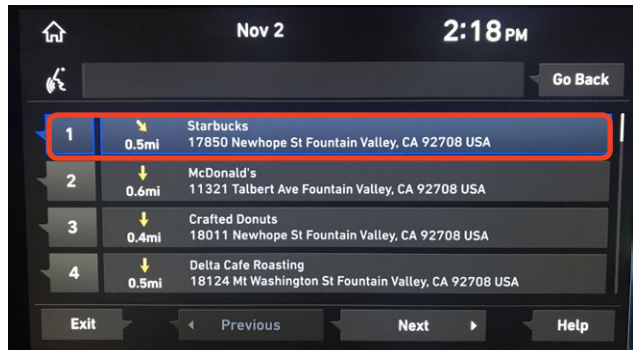 Nov 2
2:18 PM
Go Back
1
0.5mi
Starbucks
17850 Newhope St Fountain Valley, CA 92708 USA
2
0.6mi
McDonald's
11321 Talbert Ave Fountain Valley, CA 92708 USA
3
0.4mi
Crafted Donuts
18011 Newhope St Fountain Valley, CA 92708 USA
4
0.5mi
Delta Cafe Roasting
18124 Mt Washington St Fountain Valley, CA 92708 USA
Exit
Previous
Next
Help